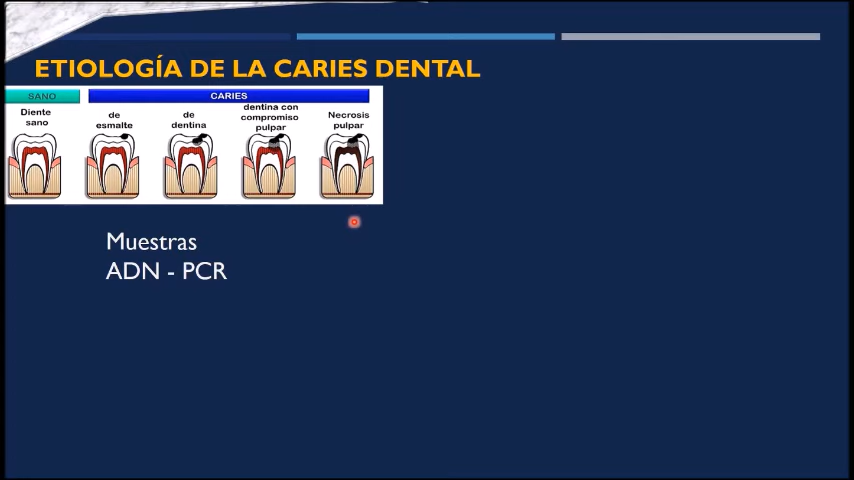 ETIOLOGÍA DE LA CARIES DENTAL
SANO
CARIES
Diente
sano
de
esmalte
de
dentina
dentina con
compromiso
pulpar
Necrosis
pulpar
Muestras
ADN - PCR